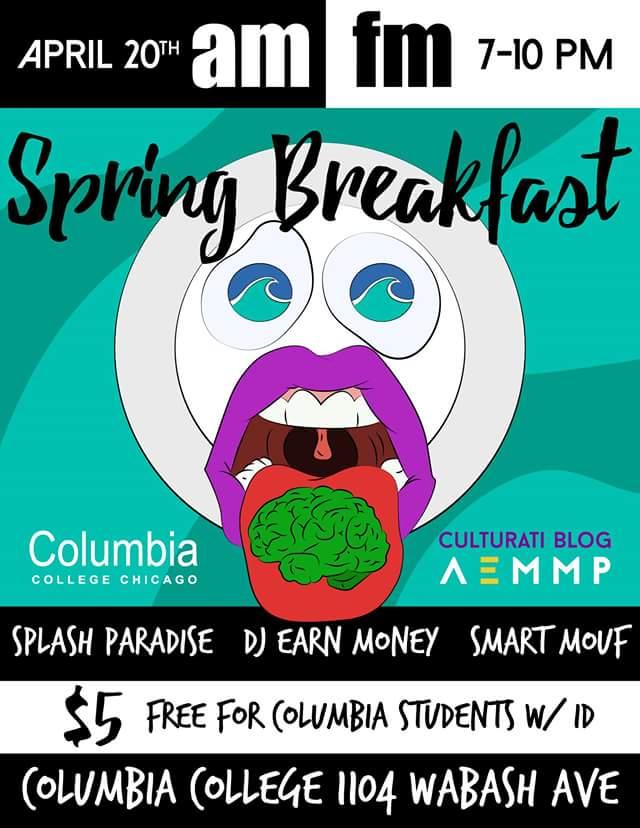 APRIL 20TH am fm 7-10 PM
Spring Breakfast
Columbia
COLLEGE CHICAGO
CULTURATI BLOG
AEMMP
SPLASH PARADISE DJ EARN MONEY SMART MOUF
$5 FREE FOR COLUMBIA STUDENTS W/ ID
COLUMBIA COLLEGE 1104 WABASH AVE